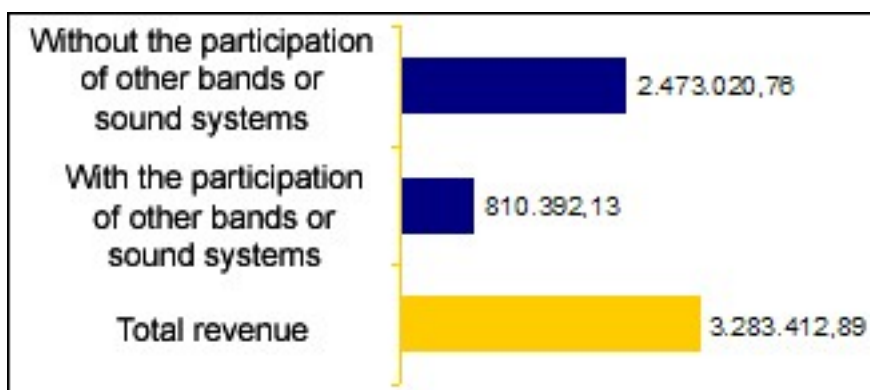 Without the participation
of other bands or
sound systems
2.473.020,76
With the participation
of other bands or
sound systems
810.392,13
Total revenue
3.283.412,89